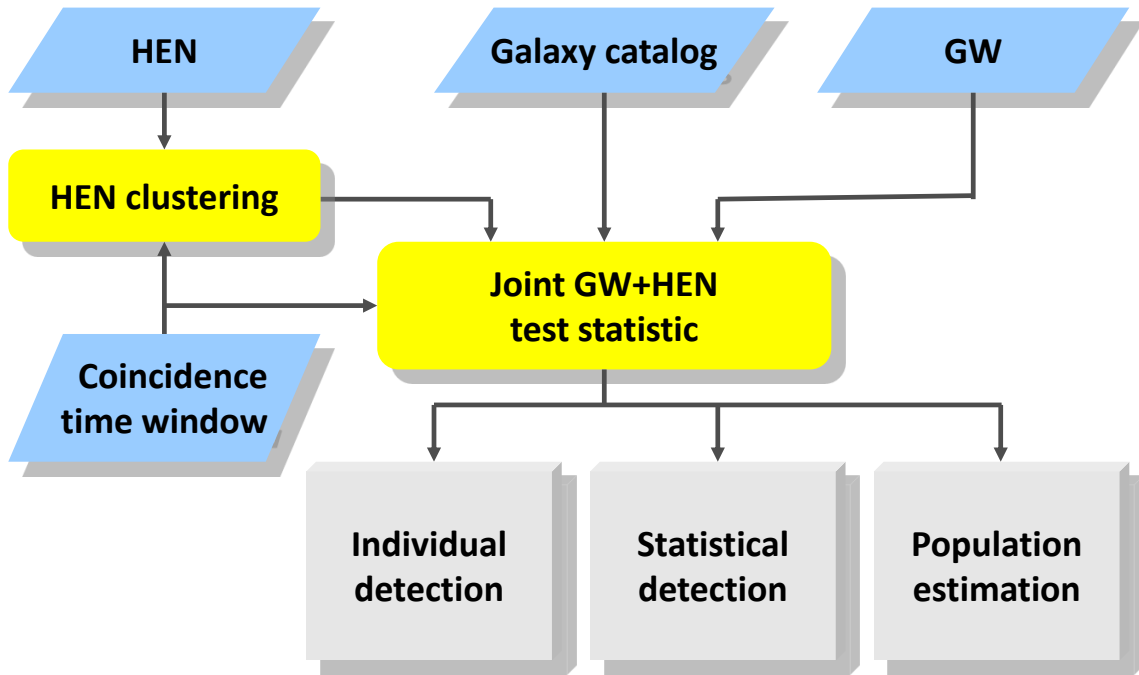 HEN
Galaxy catalog
GW
HEN clustering
Joint GW+HEN
test statistic
Coincidence
time window
Individual
detection
Statistical
detection
Population
estimation